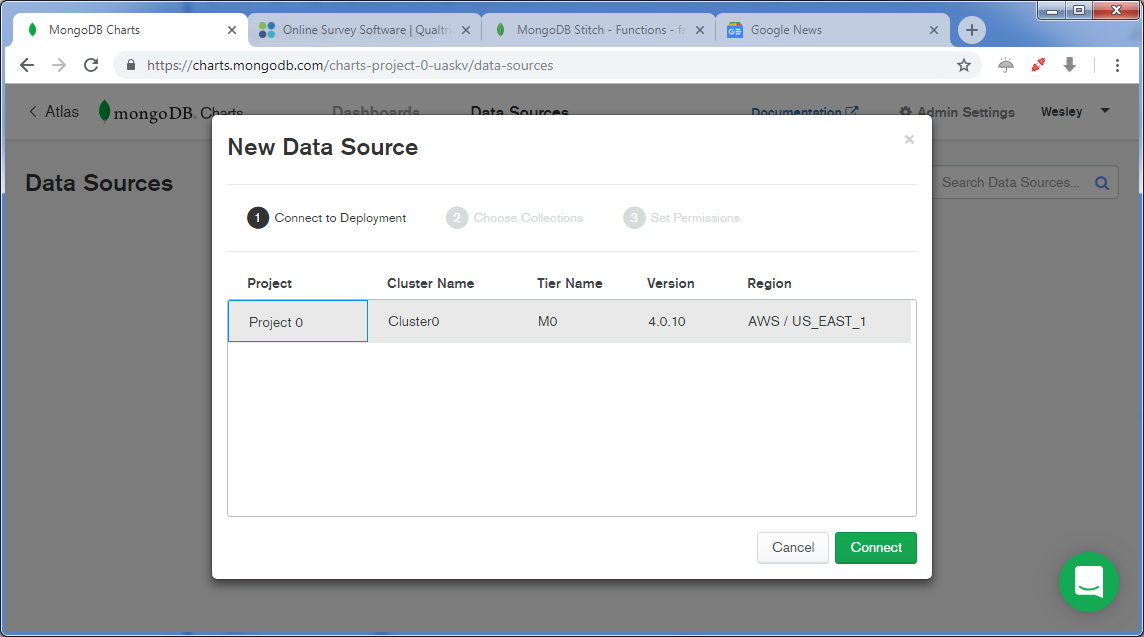 MongoDB Charts
Online Survey Software | Qualtri
MongoDB Stitch - Functions - fr
Google News
https://charts.mongodb.com/charts-project-0-uaskv/data-sources
Atlas
mongoDB. Charts
Dashboards
Data Sources
Documentation
Admin Settings
Wesley
Data Sources
Search Data Sources...
New Data Source
1 Connect to Deployment
2 Choose Collections
3 Set Permissions
Project Cluster Name Tier Name Version Region
Project 0 Cluster0 M0 4.0.10 AWS / US_EAST_1
Cancel
Connect